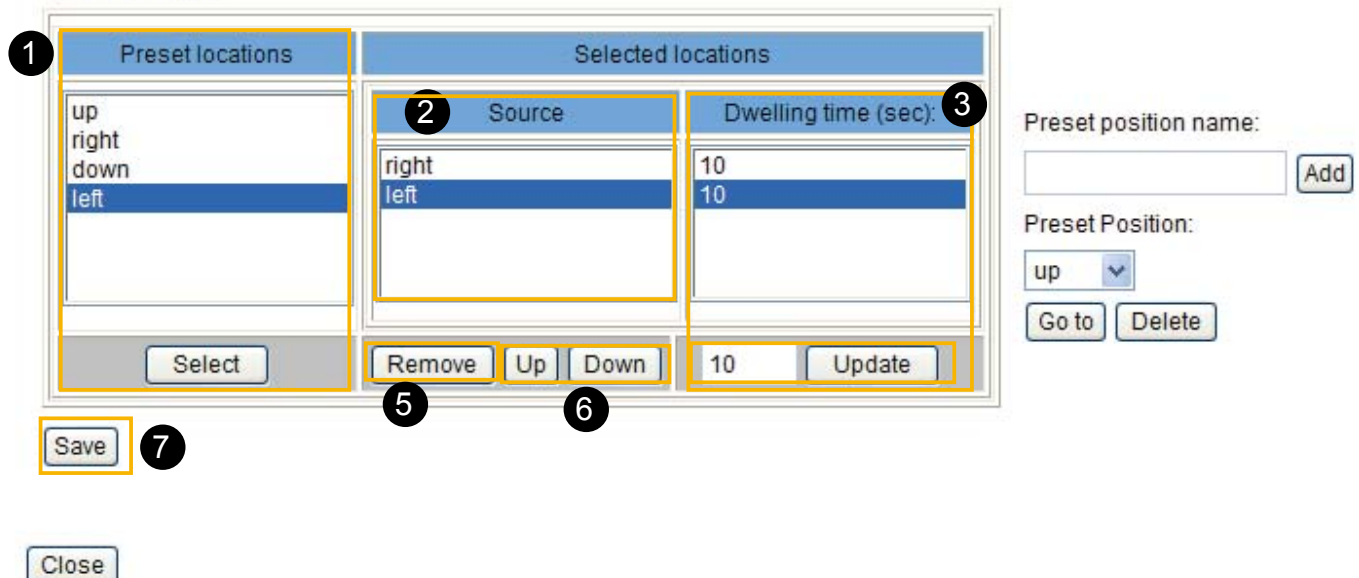 1
Preset locations
Selected locations
up
right
down
left
Select
2
Source
right
left
3
Dwelling time (sec):
10
10
Remove
Up
Down
10
Update
5
6
Save
7
Close
Preset position name:
Add
Preset Position:
up
Go to
Delete